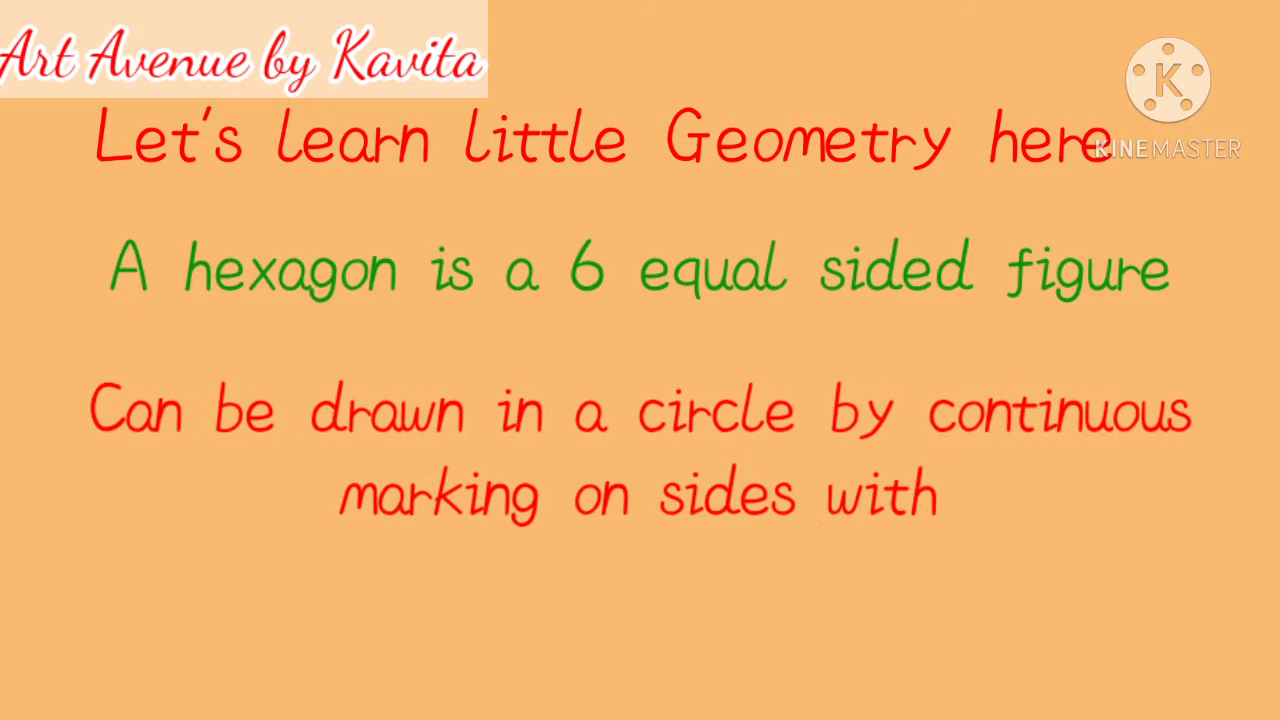 Art Avenue by Kavita
K
KINEMASTER
Let's learn little Geometry here
A hexagon is a 6 equal sided figure
Can be drawn in a circle by continuous
marking on sides with